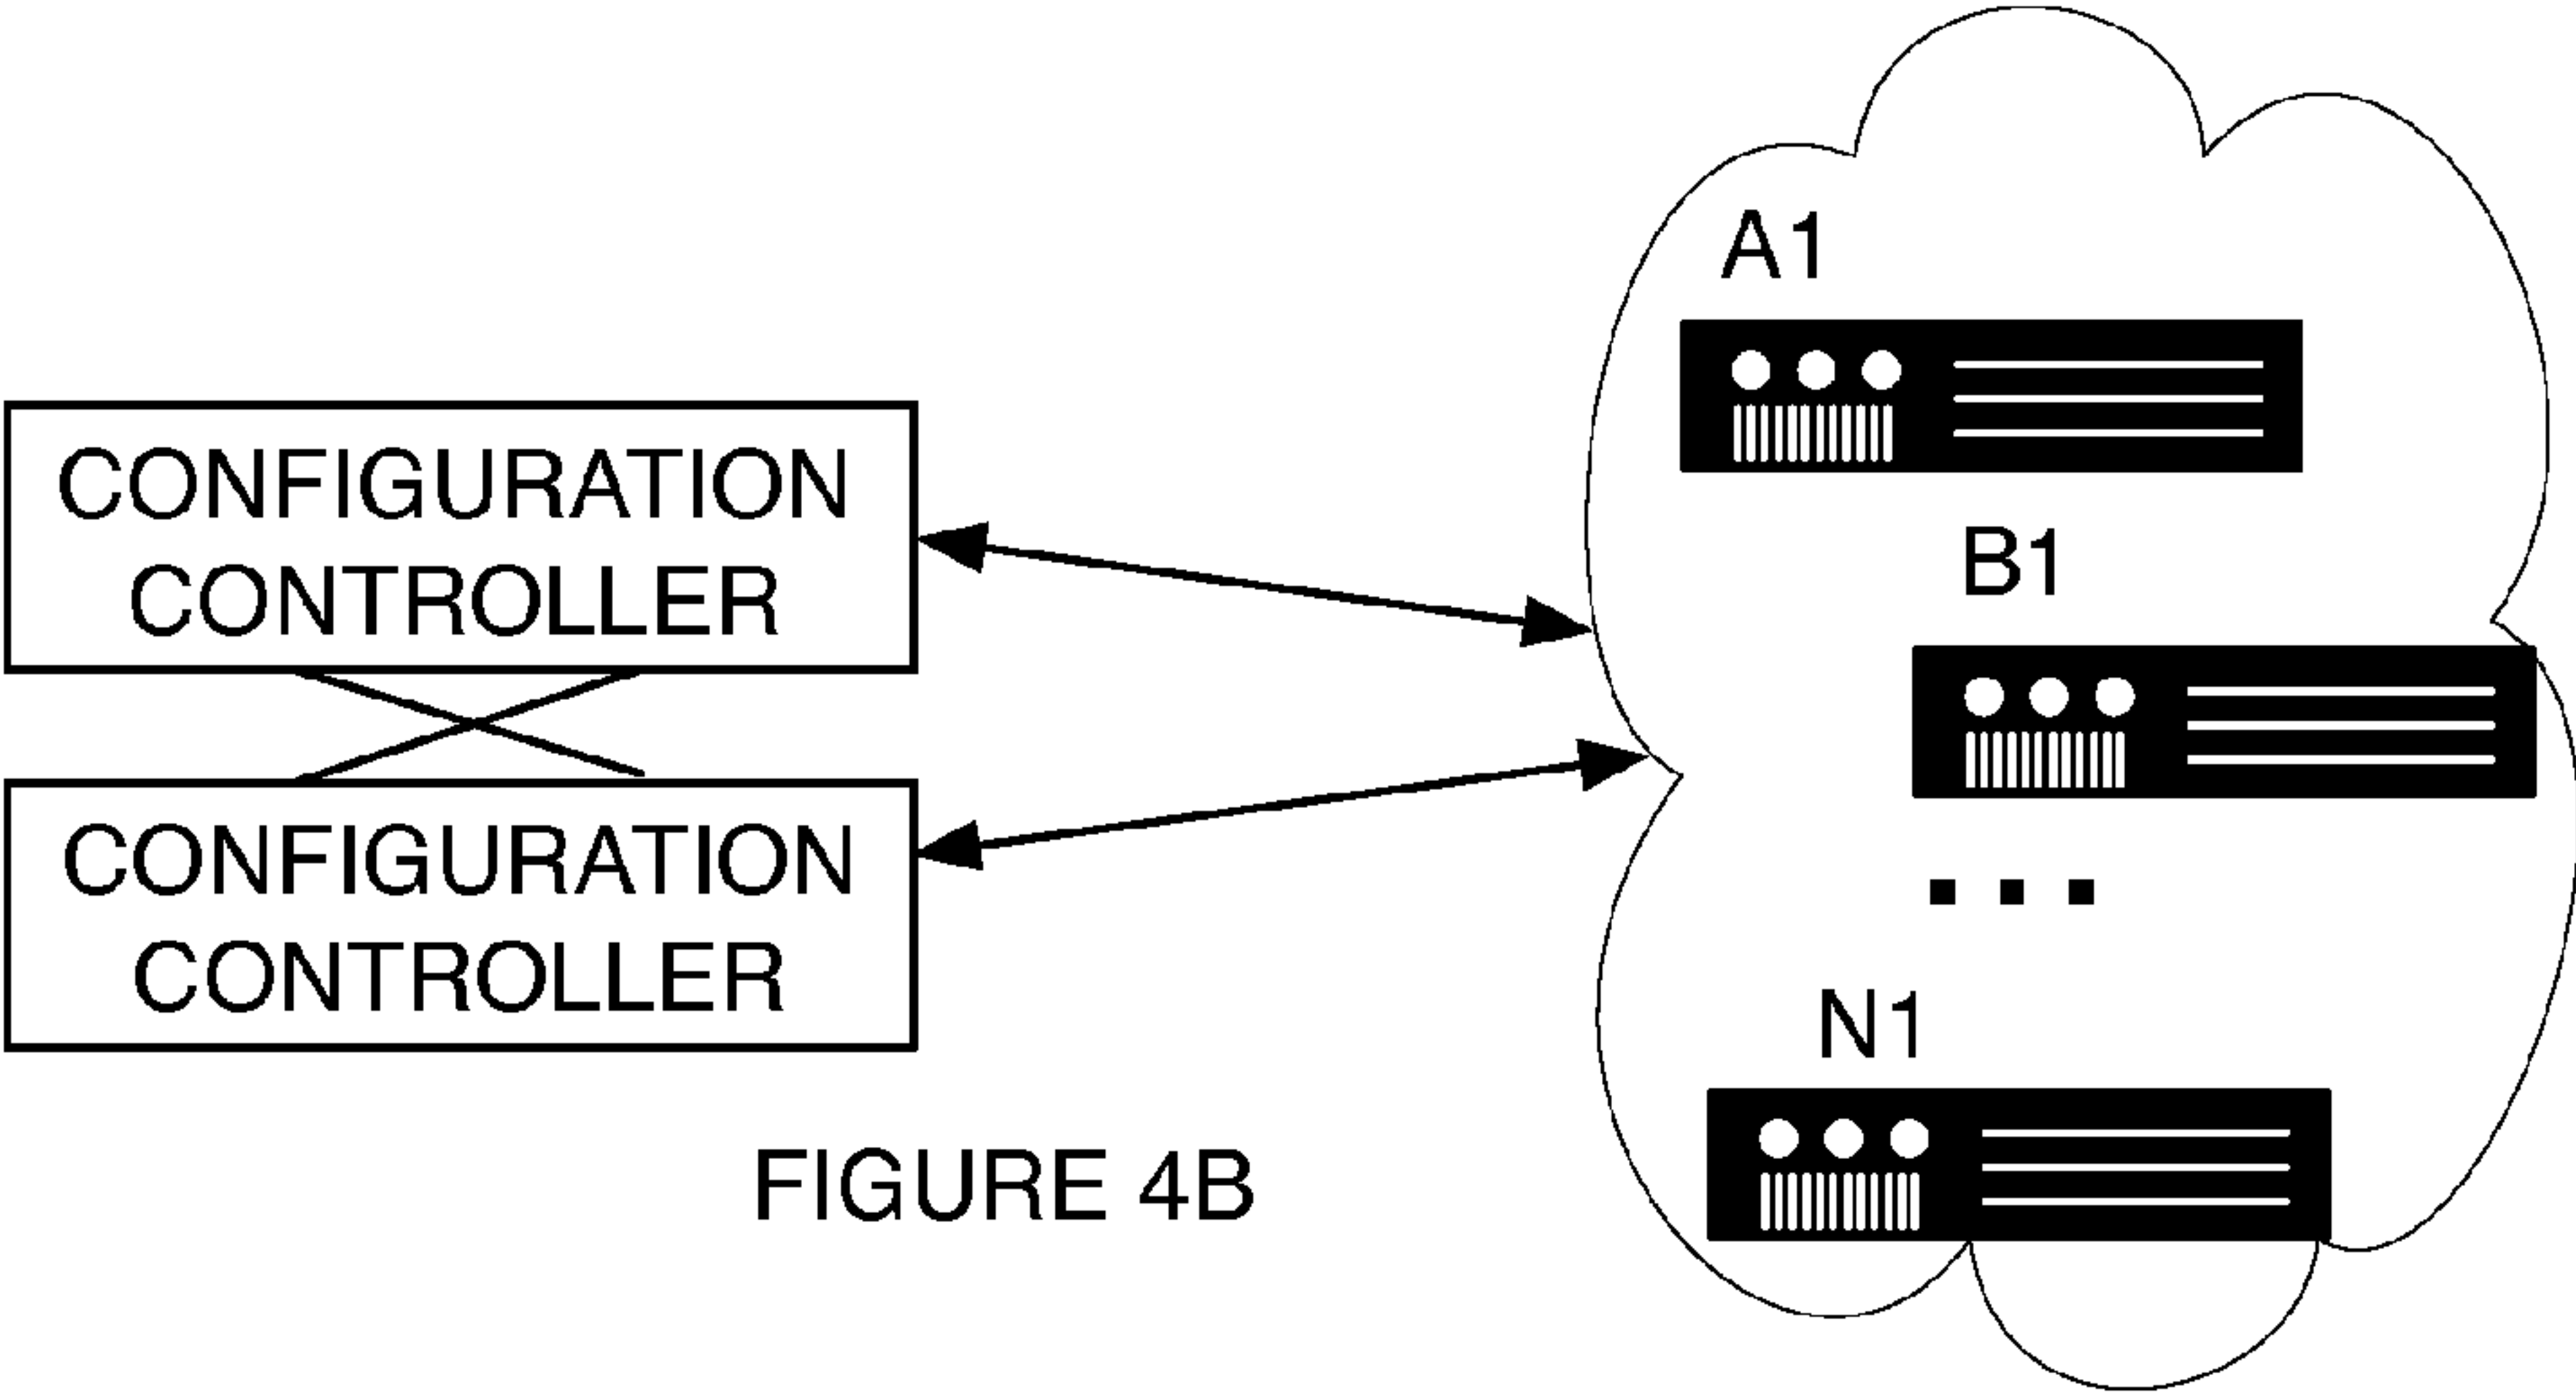 CONFIGURATION
CONTROLLER
CONFIGURATION
CONTROLLER
A1
B1
...
N1
FIGURE 4B